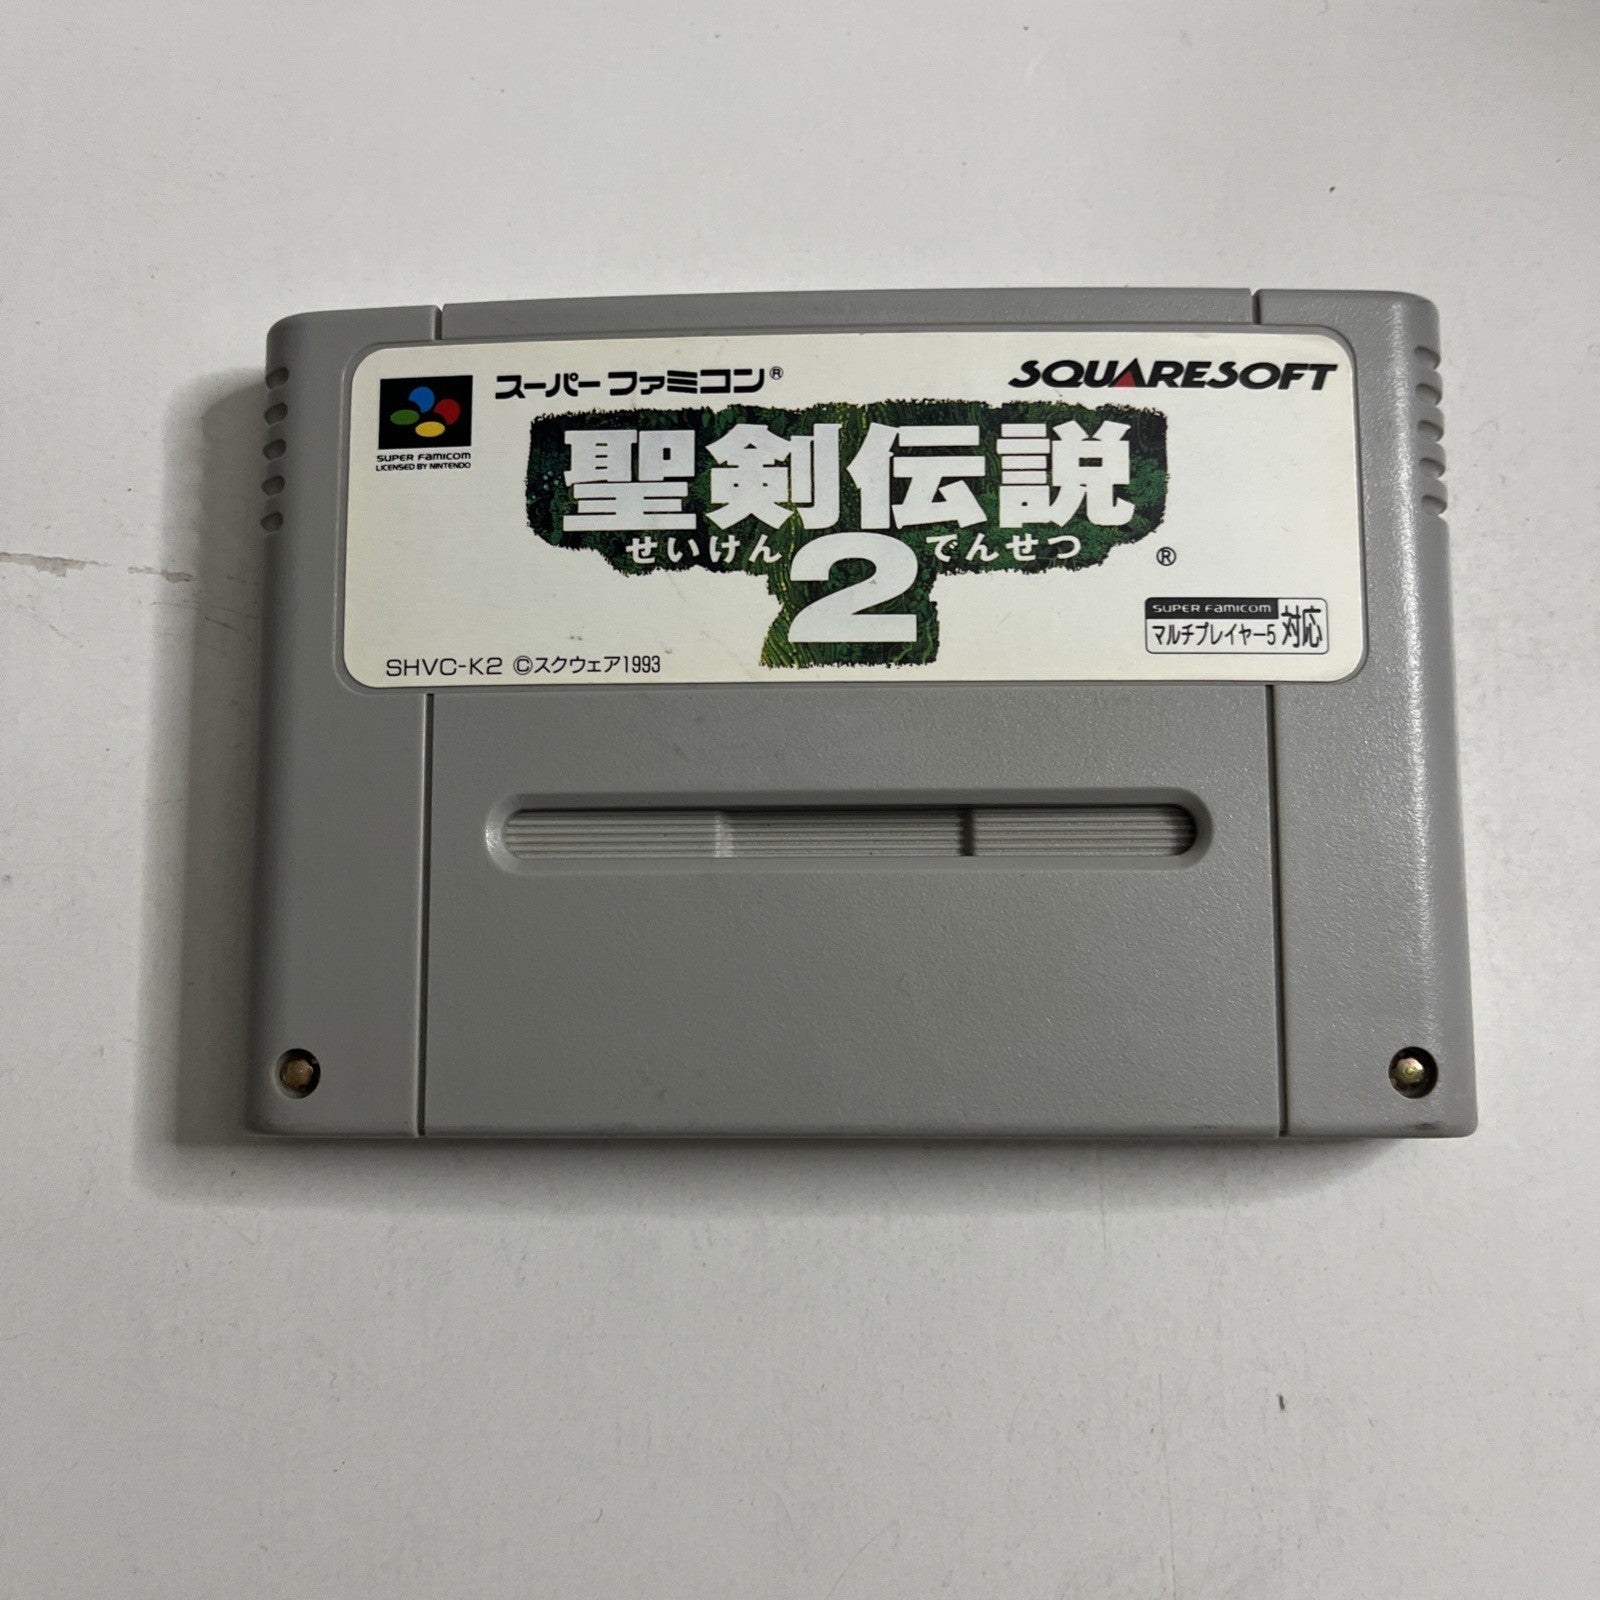 スーパーファミコン®
SQUARESOFT
SUPER FAMICOM
LICENSED BY NINTENDO
聖剣伝説
せいけん でんせつ
2
®
SUPER FAMICOM
マルチプレイヤー5 対応
SHVC-K2 ©スクウェア1993